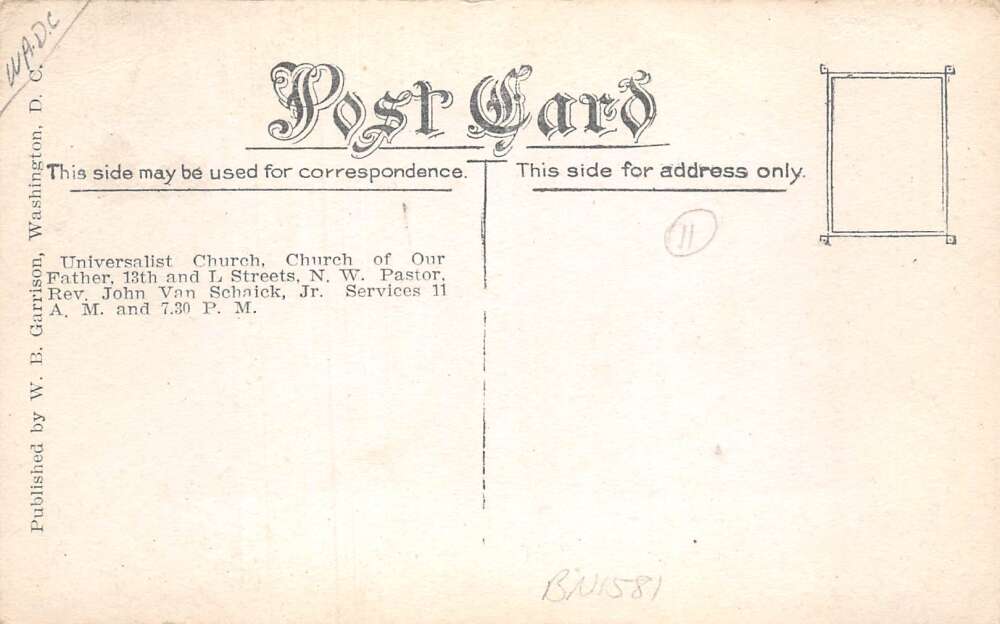 WA.D.C
Post Card
This side may be used for correspondence.
This side for address only.
11
Universalist Church, Church of Our
Father, 13th and L Streets, N. W. Pastor,
Rev. John Van Schaick, Jr. Services 11
A. M. and 7.30 P. M.
Published by W. B. Garrison, Washington, D. C.
BN1581